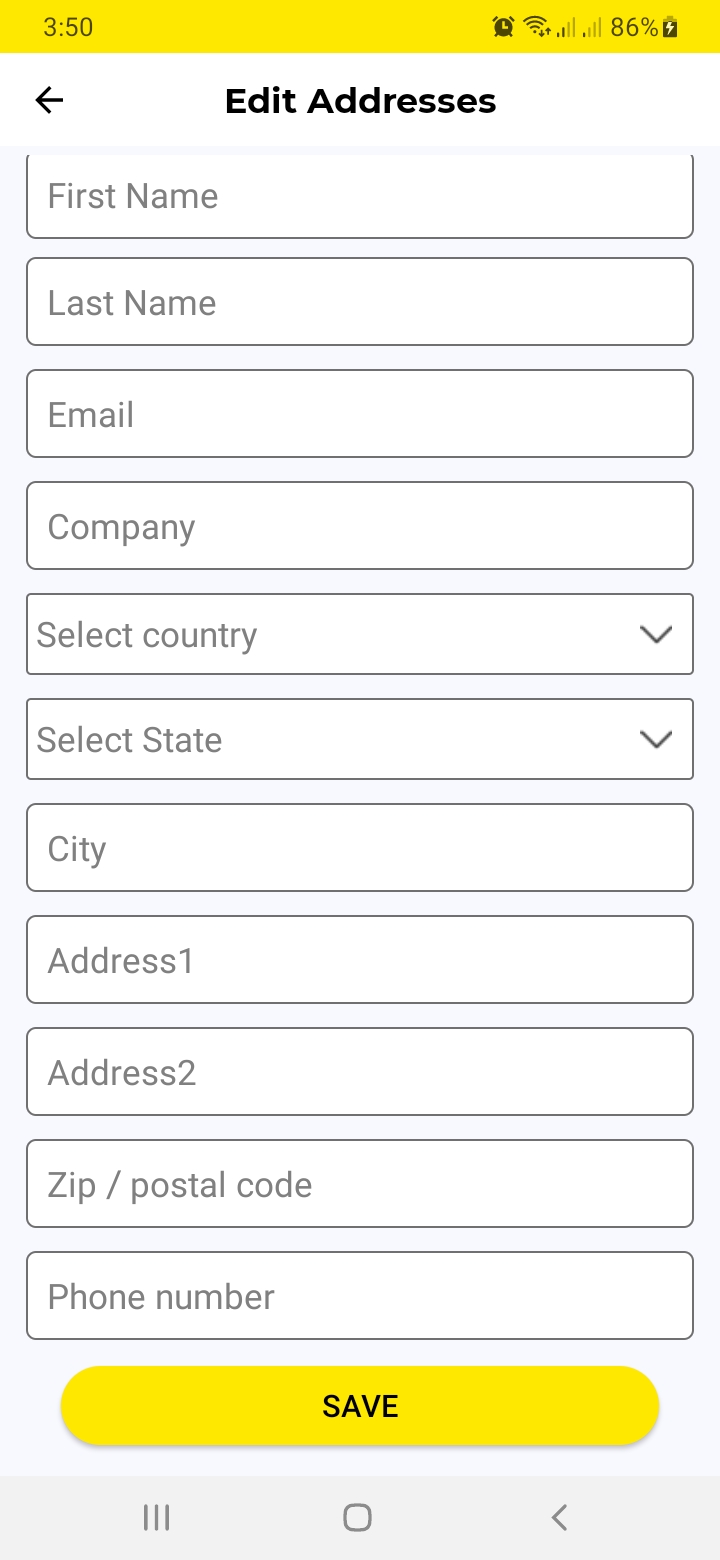 3:50 86%
Edit Addresses
First Name
Last Name
Email
Company
Select country
Select State
City
Address1
Address2
Zip / postal code
Phone number
SAVE